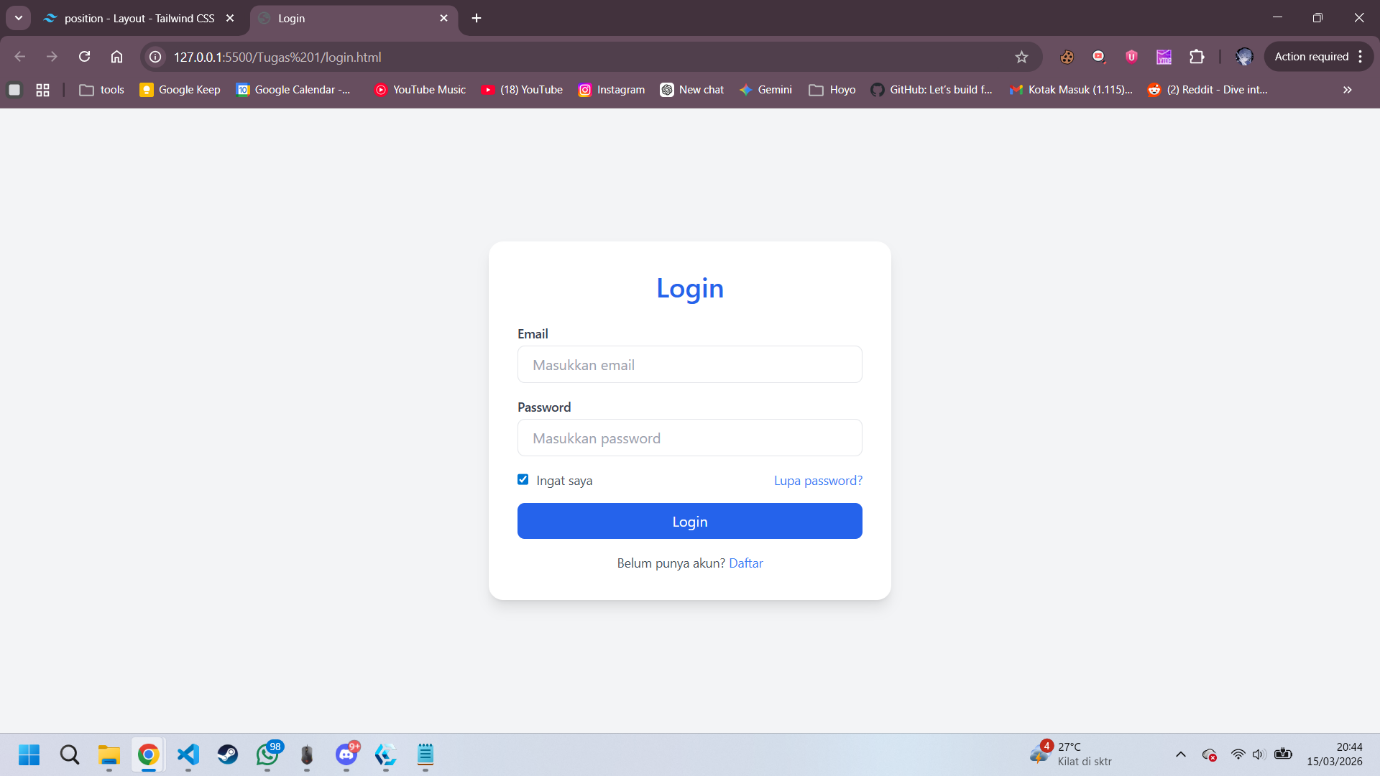 position - Layout - Tailwind CSS
Login
127.0.0.1:5500/Tugas%201/login.html
Action required
tools
Google Keep
Google Calendar -...
YouTube Music
(18) YouTube
Instagram
New chat
Gemini
Hoyo
GitHub: Let's build f...
Kotak Masuk (1.115)...
(2) Reddit - Dive int...
Login
Email
Masukkan email
Password
Masukkan password
Ingat saya
Lupa password?
Login
Belum punya akun? Daftar
98
9+
4
27°C
Kilat di sktr
20:44
15/03/2026